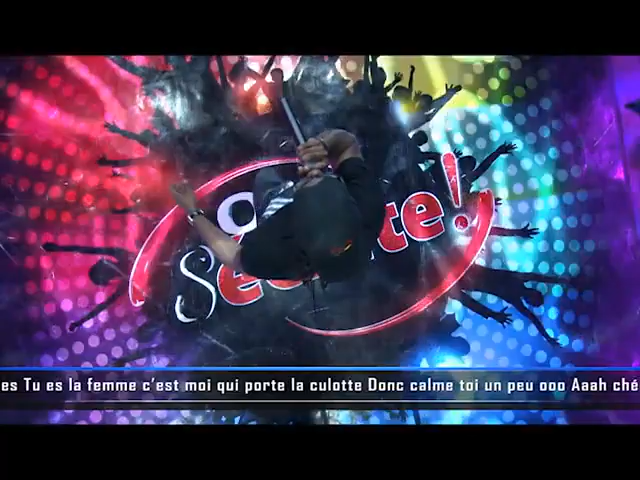 es Tu es la femme c'est moi qui porte la culotte Donc calme toi un peu ooo Aaah ché